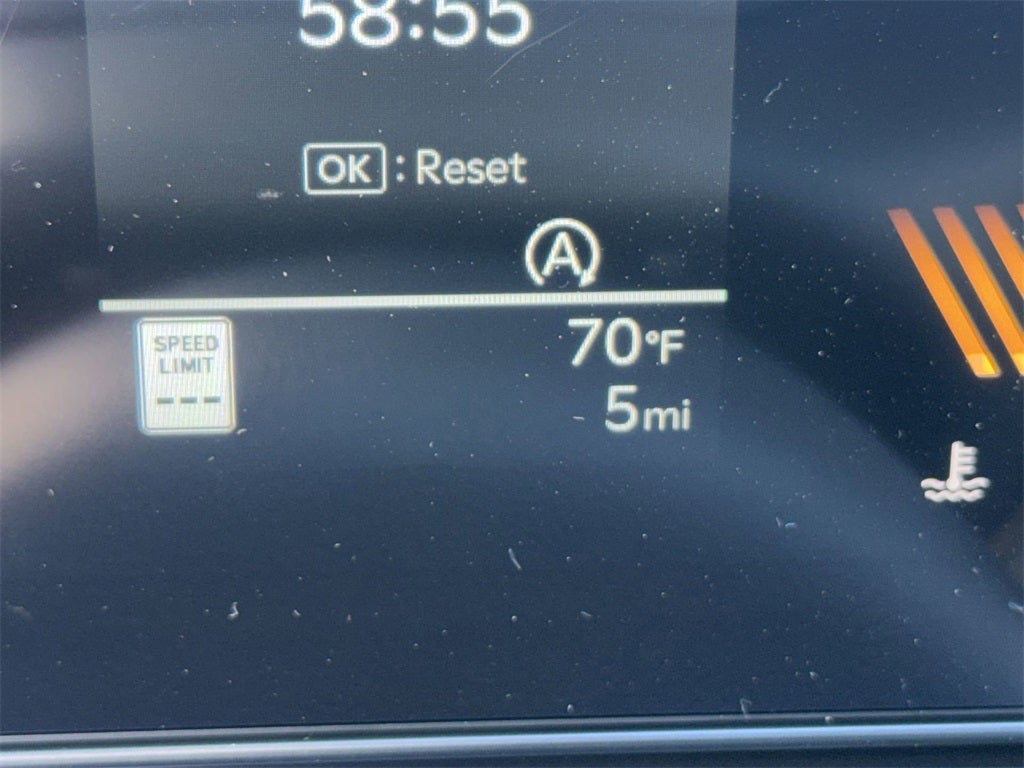 58:55
OK : Reset
A
SPEED
LIMIT
---
70°F
5mi